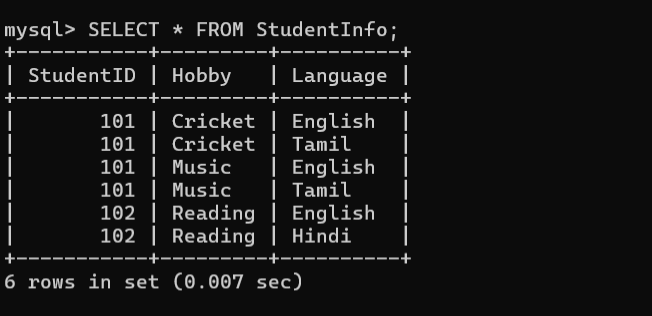 mysql> SELECT * FROM StudentInfo;
+-----------+---------+----------+
| StudentID | Hobby   | Language |
+-----------+---------+----------+
|       101 | Cricket | English  |
|       101 | Cricket | Tamil    |
|       101 | Music   | English  |
|       101 | Music   | Tamil    |
|       102 | Reading | English  |
|       102 | Reading | Hindi    |
+-----------+---------+----------+
6 rows in set (0.007 sec)